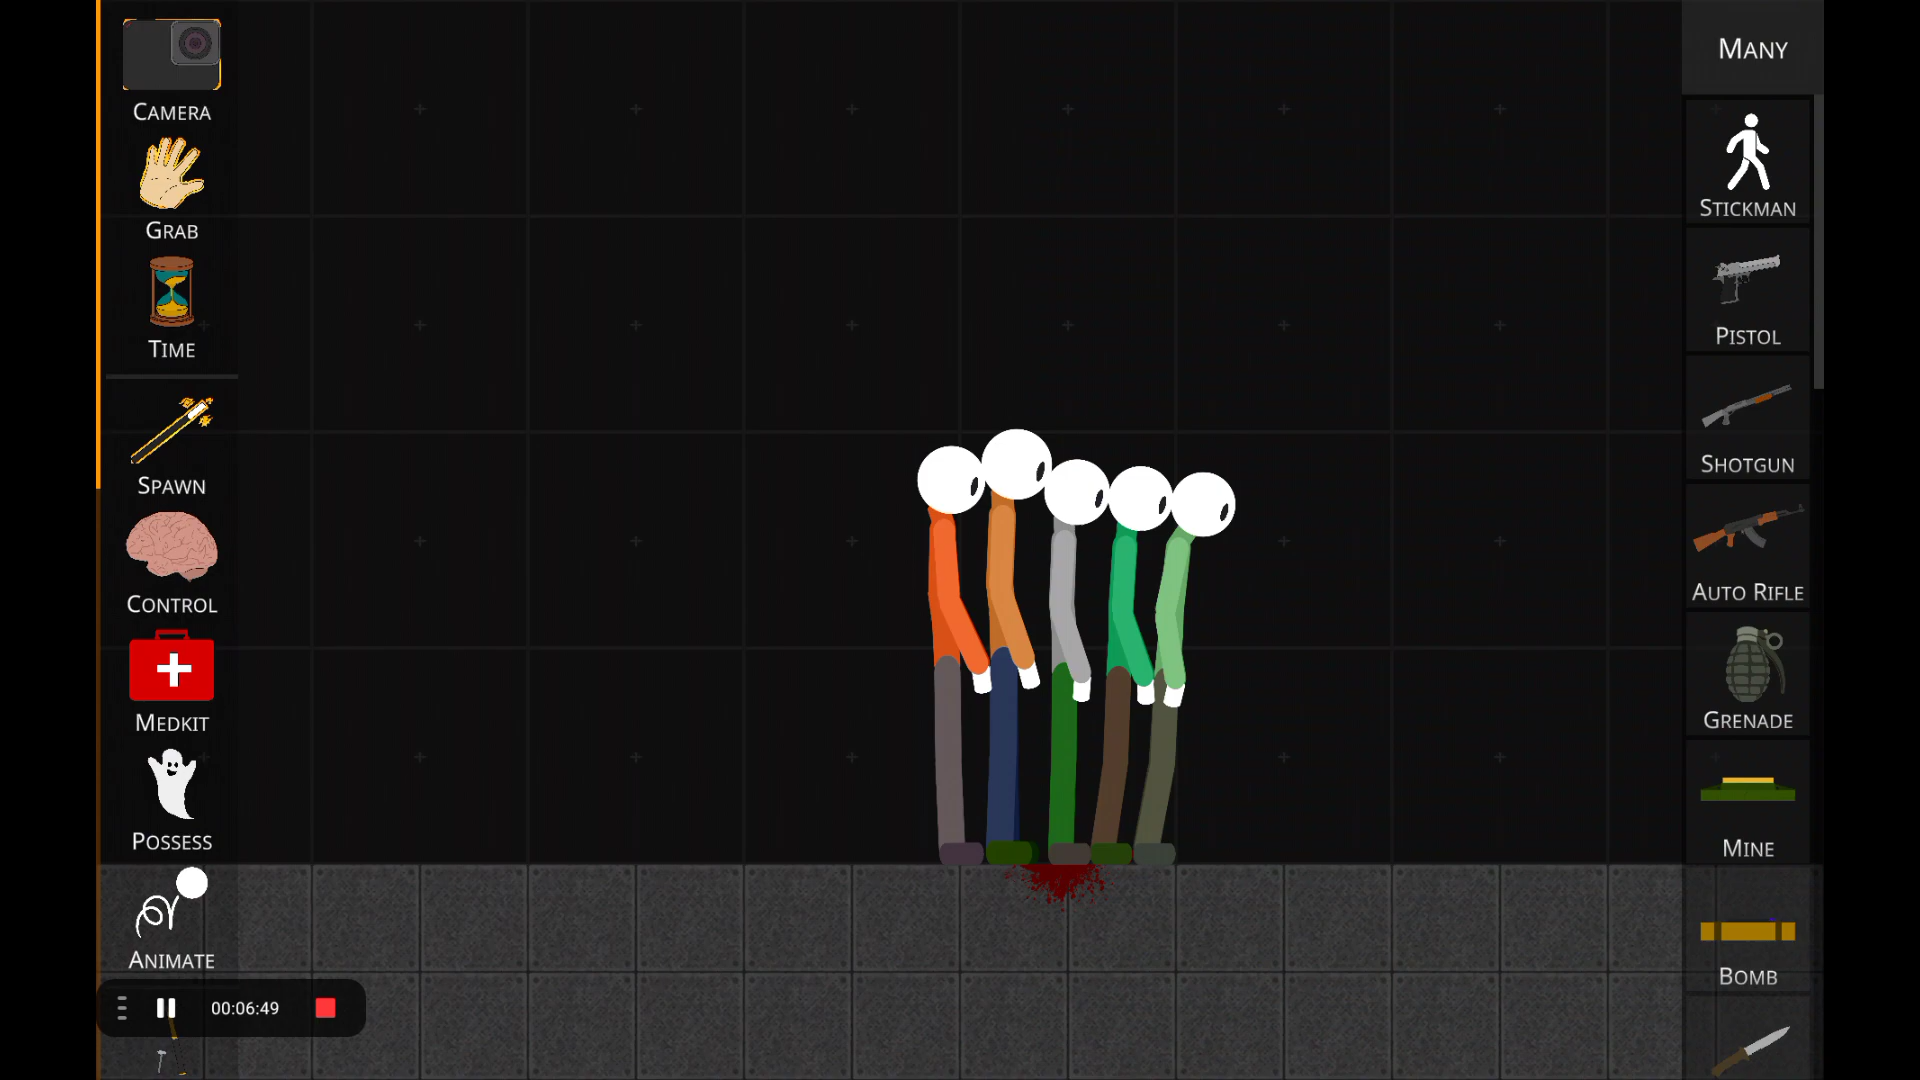 CAMERA
GRAB
TIME
SPAWN
CONTROL
MEDKIT
POSSESS
ANIMATE
00:06:49
MANY
STICKMAN
PISTOL
SHOTGUN
AUTO RIFLE
GRENADE
MINE
BOMB